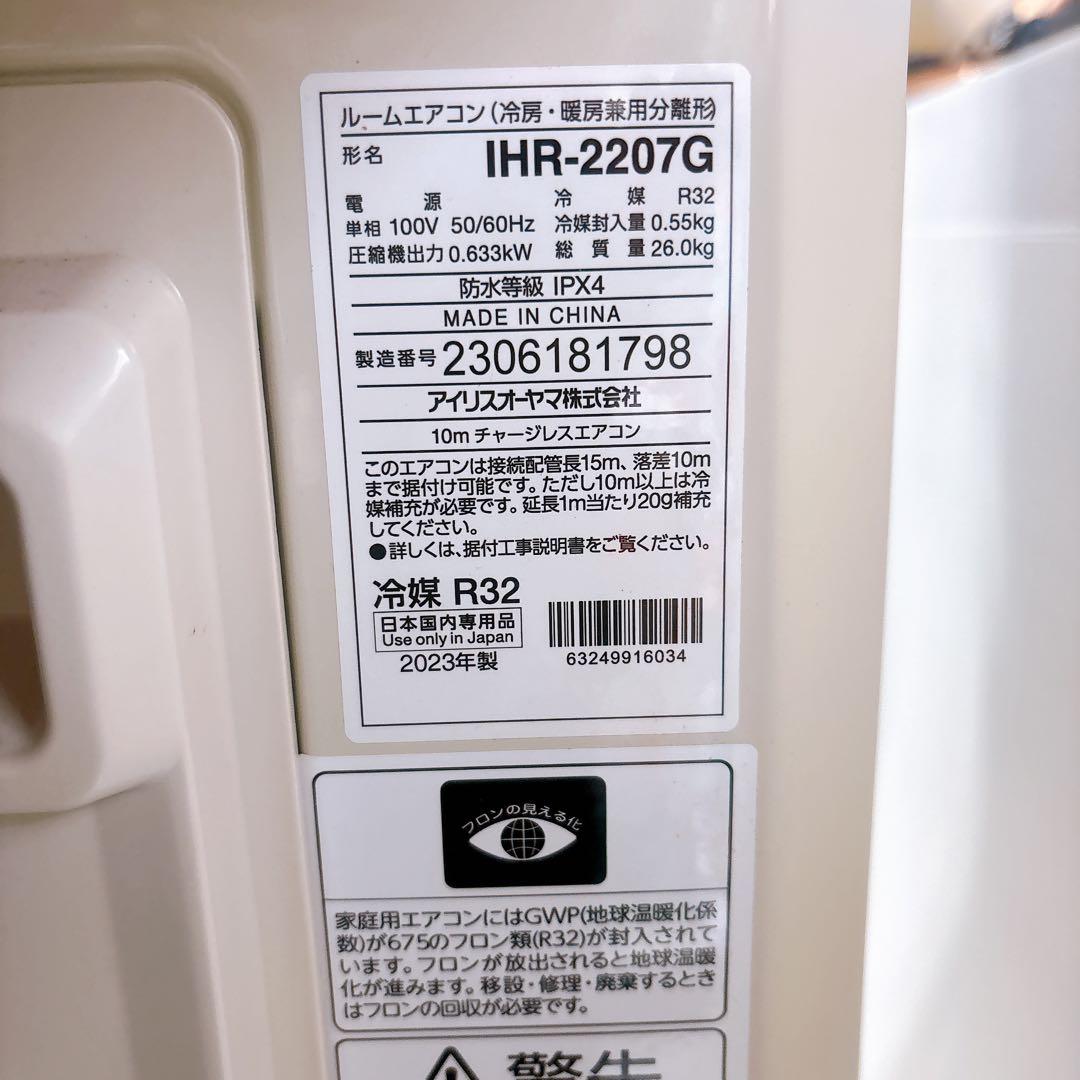 ルームエアコン(冷房・暖房兼用分離形)
形名 IHR-2207G
電源 冷媒 R32
単相 100V 50/60Hz 冷媒封入量 0.55kg
圧縮機出力 0.633kW 総質量 26.0kg
防水等級 IPX4
MADE IN CHINA
製造番号 2306181798
アイリスオーヤマ株式会社
10mチャージレスエアコン
このエアコンは接続配管長15m、落差10m
まで据付け可能です。ただし10m以上は冷
媒補充が必要です。延長1m当たり20g補充
してください。
●詳しくは、据付工事説明書をご覧ください。
冷媒 R32
日本国内専用品
Use only in Japan
2023年製
63249916034
フロンの見える化
家庭用エアコンにはGWP(地球温暖化係
数)が675のフロン類(R32)が封入されて
います。フロンが放出されると地球温暖
化が進みます。移設・修理・廃棄するとき
はフロンの回収が必要です。
警告